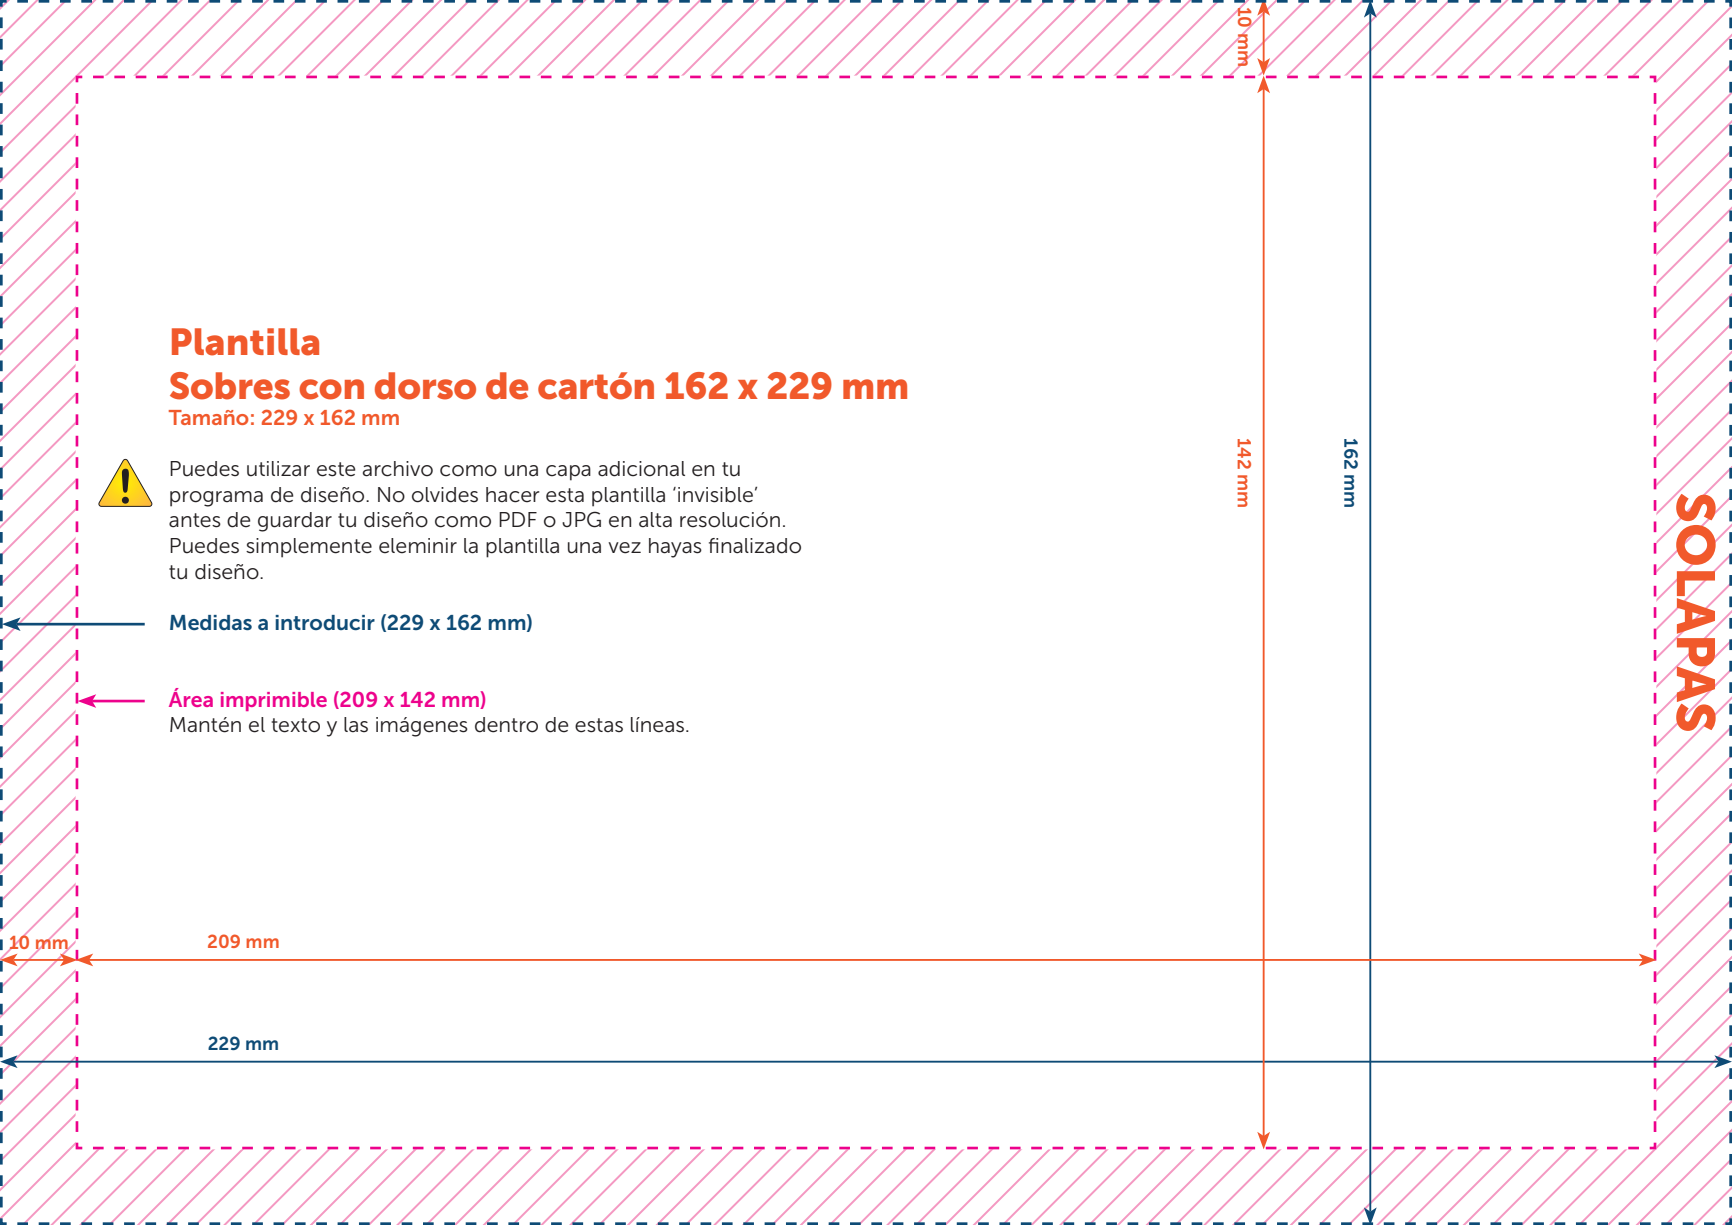 10 mm
Plantilla
Sobres con dorso de cartón 162 x 229 mm
Tamaño: 229 x 162 mm
Puedes utilizar este archivo como una capa adicional en tu
programa de diseño. No olvides hacer esta plantilla ‘invisible’
antes de guardar tu diseño como PDF o JPG en alta resolución.
Puedes simplemente eleminir la plantilla una vez hayas finalizado
tu diseño.
142 mm
162 mm
SOLAPAS
Medidas a introducir (229 x 162 mm)
Área imprimible (209 x 142 mm)
Mantén el texto y las imágenes dentro de estas líneas.
10 mm
209 mm
229 mm